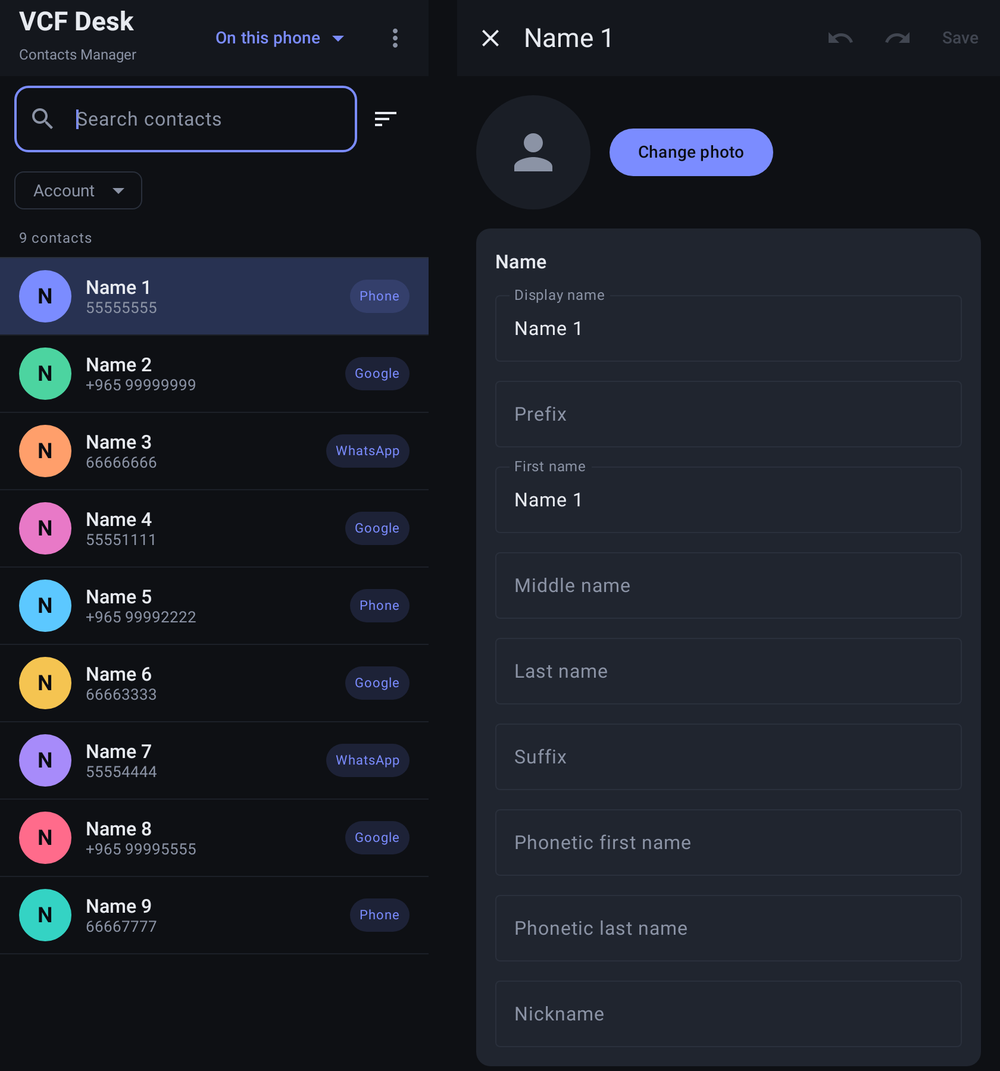 VCF Desk
Contacts Manager
On this phone
Search contacts
Account
9 contacts
N
Name 1
55555555
Phone
N
Name 2
+965 99999999
Google
N
Name 3
66666666
WhatsApp
N
Name 4
55551111
Google
N
Name 5
+965 99992222
Phone
N
Name 6
66663333
Google
N
Name 7
55554444
WhatsApp
N
Name 8
+965 99995555
Google
N
Name 9
66667777
Phone
Name 1
Save
Change photo
Name
Display name
Name 1
Prefix
First name
Name 1
Middle name
Last name
Suffix
Phonetic first name
Phonetic last name
Nickname